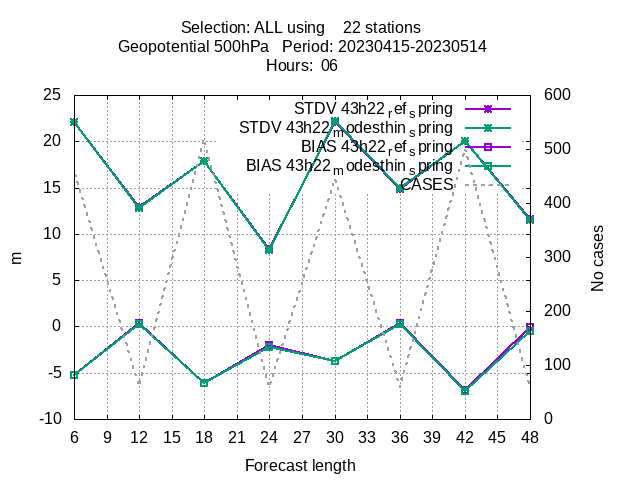 Selection: ALL using    22 stations
Geopotential 500hPa   Period: 20230415-20230514
Hours:  06
25
20
15
10
5
0
-5
-10
m
600
500
400
300
200
100
0
No cases
STDV 43h22_ref_spring
STDV 43h22_modesthin_spring
BIAS 43h22_ref_spring
BIAS 43h22_modesthin_spring
CASES
6 9 12 15 18 21 24 27 30 33 36 39 42 45 48
Forecast length